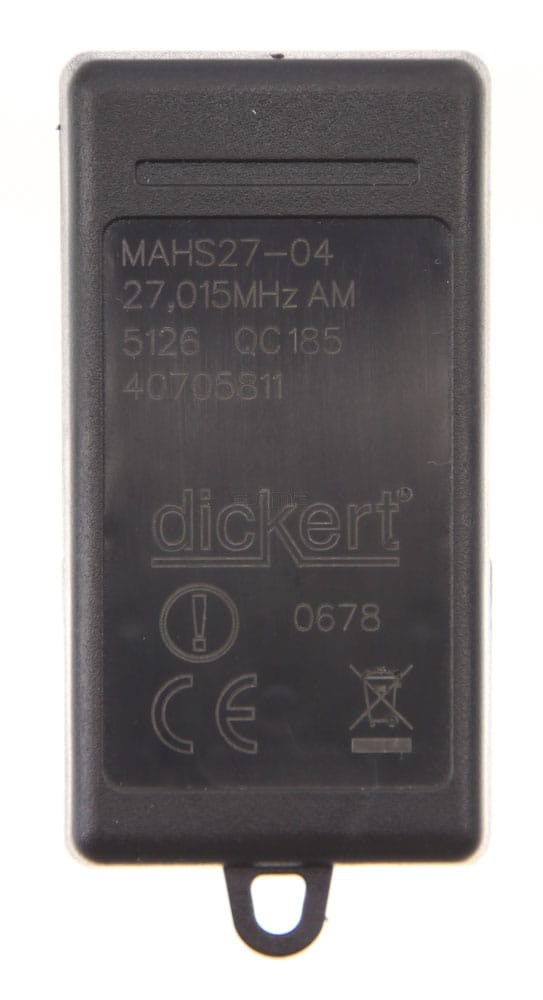 MAHS27-04
27,015MHz AM
5126 QC185
40705811
dickert
0678
CE